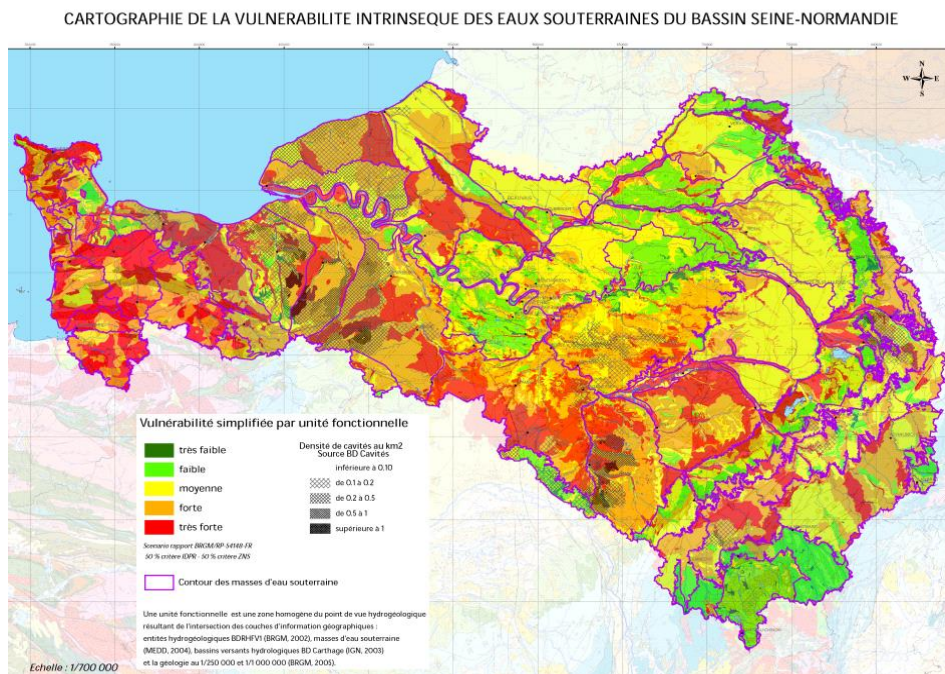 CARTOGRAPHIE DE LA VULNERABILITE INTRINSEQUE DES EAUX SOUTERRAINES DU BASSIN SEINE-NORMANDIE
N
W E
S
Vulnérabilité simplifiée par unité fonctionnelle
très faible
faible
moyenne
forte
très forte
Densité de cavités au km2
Source BD Cavités
inférieure à 0.10
de 0.1 à 0.2
de 0.2 à 0.5
de 0.5 à 1
supérieure à 1
Scenario rapport BRGM/RP-54148-FR
50 % critère IDPR - 50 % critère ZNS
Contour des masses d'eau souterraine
Une unité fonctionnelle est une zone homogène du point de vue hydrogéologique
résultant de l'intersection des couches d'information géographiques :
entités hydrogéologiques BDRHFV1 (BRGM, 2002), masses d'eau souterraine
(MEDD, 2004), bassins versants hydrologiques BD Carthage (IGN, 2003)
et la géologie au 1/250 000 et 1/1 000 000 (BRGM, 2005).
Echelle : 1/700 000